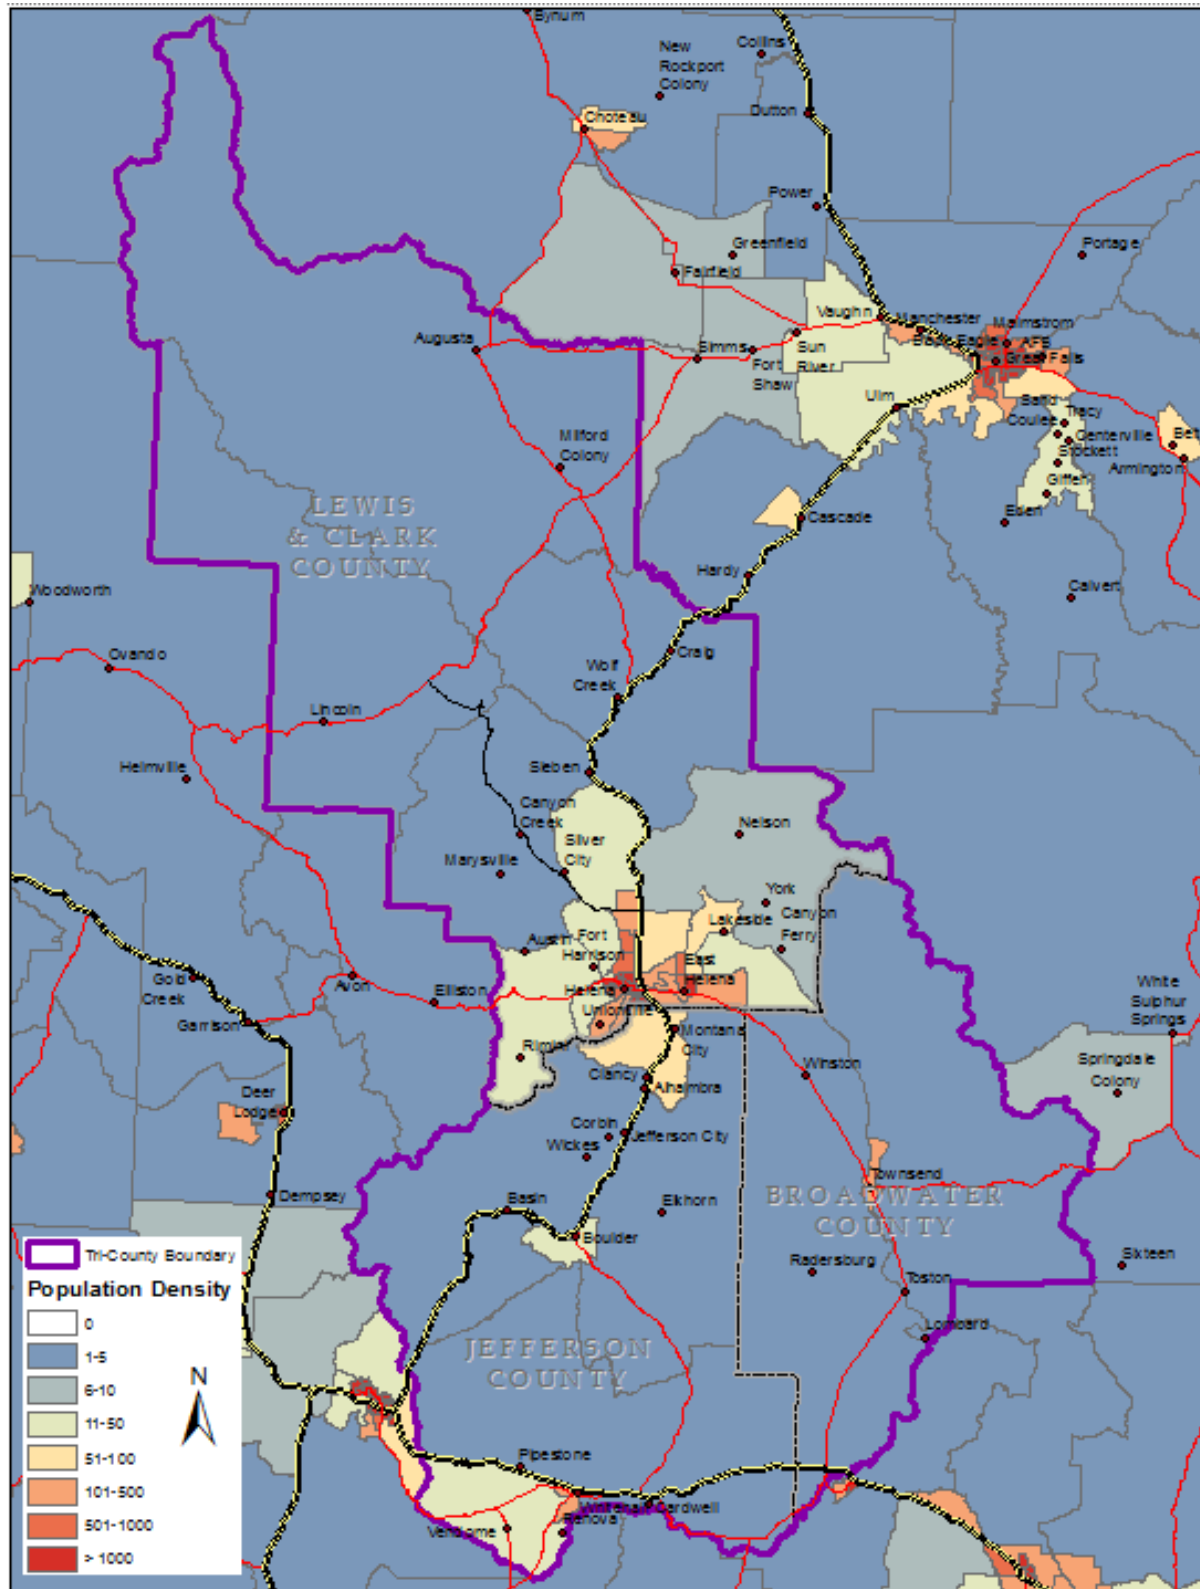 Bynum
Collins
New
Rockport
Colony
Choteau
Dutton
Power
Greenfield
Portage
Fairfield
Vaughn
Manchester
Malmstrom
AFB
Black Eagle
Great Falls
Augusta
Simms
Sun
River
Fort
Shaw
Ulm
Sand
Coulee
Tracy
Centerville
Stockett
Belt
Armington
Giffen
Eden
Milford
Colony
LEWIS
& CLARK
COUNTY
Cascade
Hardy
Calvert
Woodworth
Ovando
Craig
Wolf
Creek
Lincoln
Helmville
Sieben
Canyon
Creek
Silver
City
Nelson
Marysville
York
Lakeside
Canyon
Ferry
Austin
Fort
Harrison
East
Helena
Gold
Creek
Avon
Elliston
Helena
White
Sulphur
Springs
Garrison
Unionville
Montana
City
Rimini
Winston
Springdale
Colony
Clancy
Alhambra
Deer
Lodge
Corbin
Wickes
Jefferson City
Townsend
Dempsey
Basin
Elkhorn
BROADWATER
COUNTY
Boulder
Radersburg
Sixteen
Toston
Lombard
JEFFERSON
COUNTY
Pipestone
Whitehall
Cardwell
Vendome
Renova
Tri-County Boundary
Population Density
0
1-5
6-10
11-50
51-100
101-500
501-1000
> 1000
N